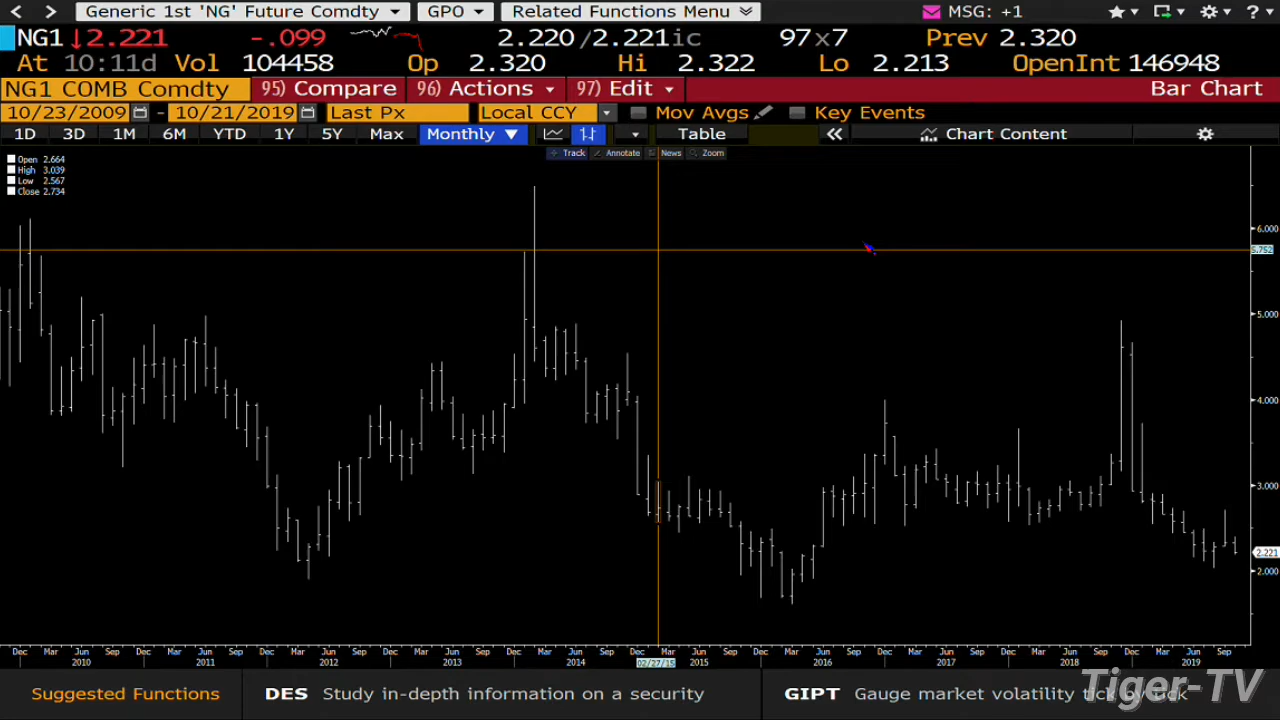 Generic 1st 'NG' Future Comdty GPO Related Functions Menu MSG: +1 ?
NG1 ↓2.221 -.099 2.220/2.221ic 97x7 Prev 2.320
At 10:11d Vol 104458 Op 2.320 Hi 2.322 Lo 2.213 OpenInt 146948
NG1 COMB Comdty 95) Compare 96) Actions 97) Edit Bar Chart
10/23/2009 - 10/21/2019 Last Px Local CCY Mov Avgs Key Events
1D 3D 1M 6M YTD 1Y 5Y Max Monthly ▼ Table « Chart Content
Track Annotate News Zoom
Open 2.664
High 3.039
Low 2.567
Close 2.734
6.000
5.752
5.000
4.000
3.000
2.221
2.000
Dec Mar Jun Sep Dec Mar Jun Sep Dec Mar Jun Sep Dec Mar Jun Sep Dec Mar Jun Sep Dec Mar Jun Sep Dec Mar Jun Sep Dec Mar Jun Sep Dec Mar Jun Sep Dec Mar Jun Sep
2010 2011 2012 2013 2014 02/27/15 2015 2016 2017 2018 2019
Suggested Functions DES Study in-depth information on a security GIPT Gauge market volatility tick by tick
Tiger-TV